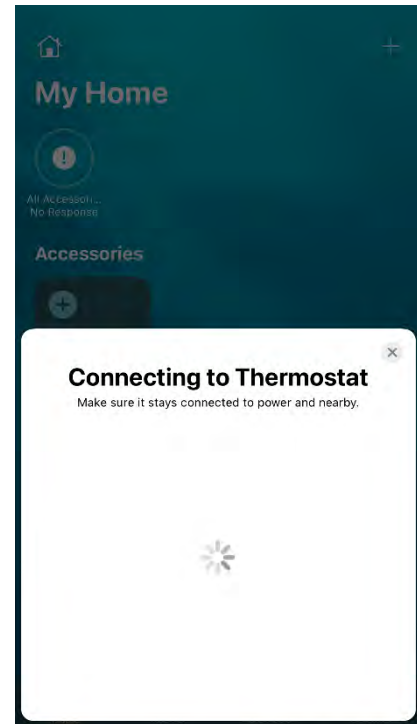 My Home
All Accessori...
No Response
Accessories
Connecting to Thermostat
Make sure it stays connected to power and nearby.